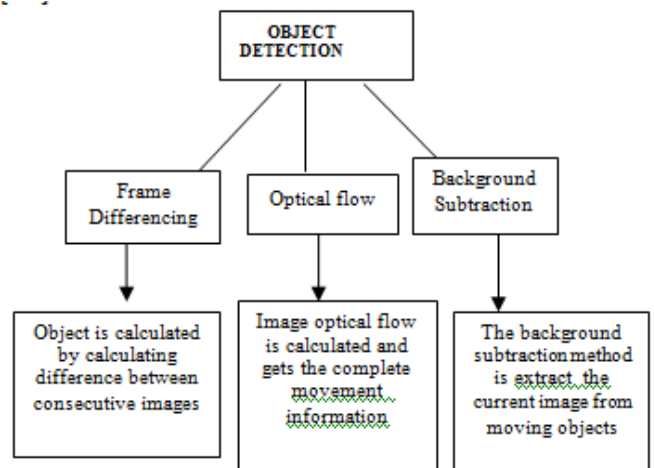 OBJECT
DETECTION
Frame
Differencing
Optical flow
Background
Subtraction
Object is calculated
by calculating
difference between
consecutive images
Image optical flow
is calculated and
gets the complete
movement
information
The background
subtraction method
is extract the
current image from
moving objects